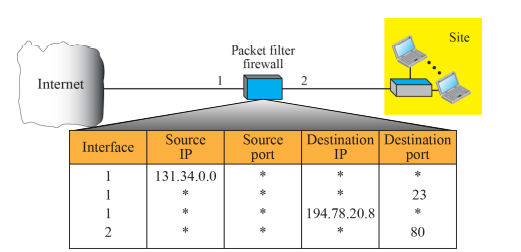 Site
Packet filter
firewall
1 2
Internet
Interface Source IP Source port Destination IP Destination port
1 131.34.0.0 * * *
1 * * * 23
1 * * 194.78.20.8 *
2 * * * 80